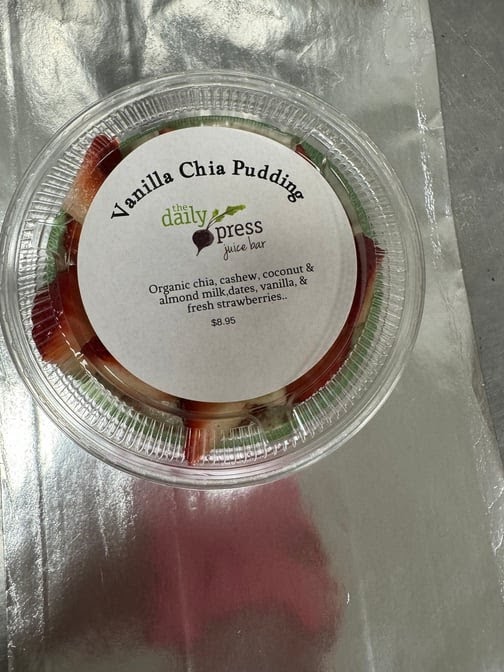 Vanilla Chia Pudding
the
daily
press
juice bar
Organic chia, cashew, coconut &
almond milk,dates, vanilla, &
fresh strawberries..
$8.95